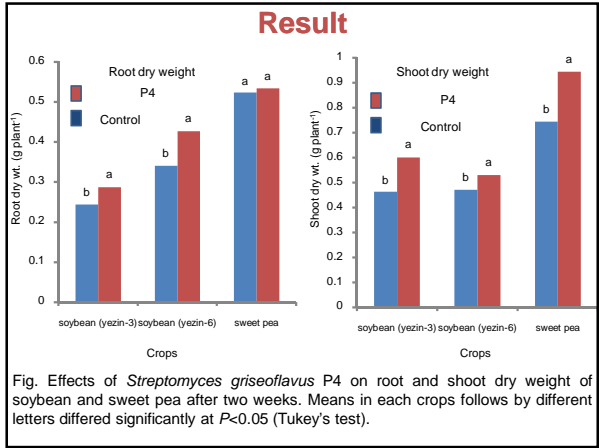 Result
Root dry weight
P4
Control
Root dry wt. (g plant-1)
0.6
0.5
0.4
0.3
0.2
0.1
0
b
a
b
a
a
a
soybean (yezin-3)
soybean (yezin-6)
sweet pea
Crops
Shoot dry weight
P4
Control
Shoot dry wt. (g plant-1)
1
0.9
0.8
0.7
0.6
0.5
0.4
0.3
0.2
0.1
0
b
a
b
a
b
a
soybean (yezin-3)
soybean (yezin-6)
sweet pea
Crops
Fig. Effects of Streptomyces griseoflavus P4 on root and shoot dry weight of
soybean and sweet pea after two weeks. Means in each crops follows by different
letters differed significantly at P<0.05 (Tukey's test).